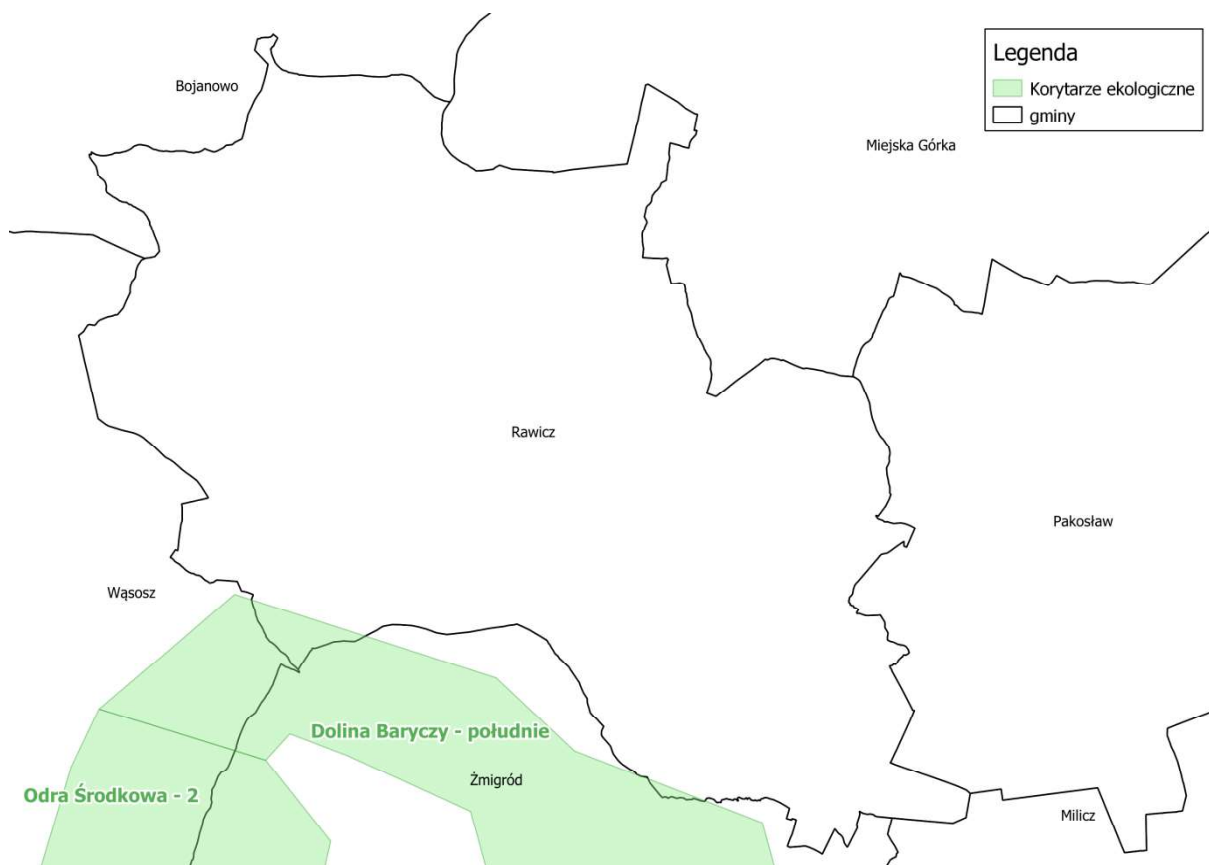 Legenda
Korytarze ekologiczne
gminy
Bojanowo
Miejska Górka
Rawicz
Pakosław
Wąsosz
Dolina Baryczy - południe
Żmigród
Odra Środkowa - 2
Milicz